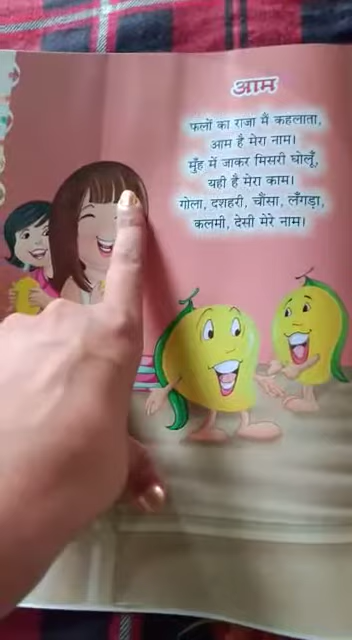 आम
फलों का राजा मैं कहलाता,
आम है मेरा नाम।
मुँह में जाकर मिसरी घोलूँ,
यही है मेरा काम।
गोला, दशहरी, चौंसा, लँगड़ा,
कलमी, देसी मेरे नाम।